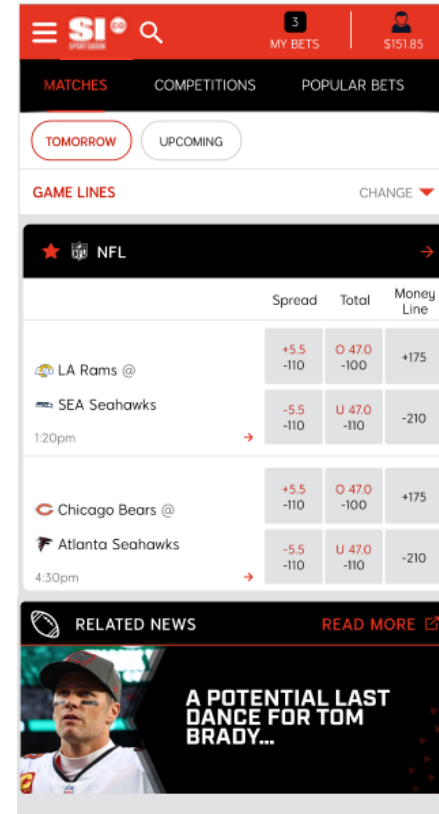 SI
SPORTSBOOK
CO
3
MY BETS
$151.85
MATCHES COMPETITIONS POPULAR BETS
TOMORROW UPCOMING
GAME LINES CHANGE
NFL
Spread Total Money Line
+5.5 O 47.0
-110 -100 +175
LA Rams @
SEA Seahawks
-5.5 U 47.0
-110 -110 -210
1:20pm
+5.5 O 47.0
-110 -100 +175
Chicago Bears @
Atlanta Seahawks
-5.5 U 47.0
-110 -110 -210
4:30pm
RELATED NEWS READ MORE
A POTENTIAL LAST
DANCE FOR TOM
BRADY...